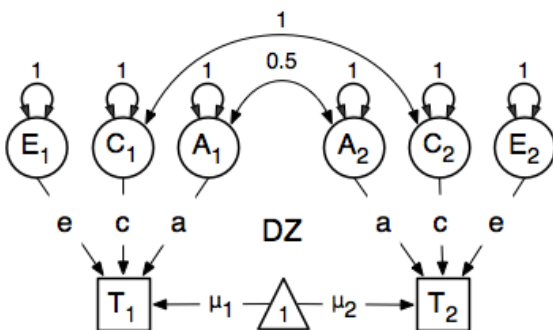 1
0.5
1 1 1 1 1 1
E1 C1 A1 A2 C2 E2
e c a a c e
DZ
T1 μ1 1 μ2 T2